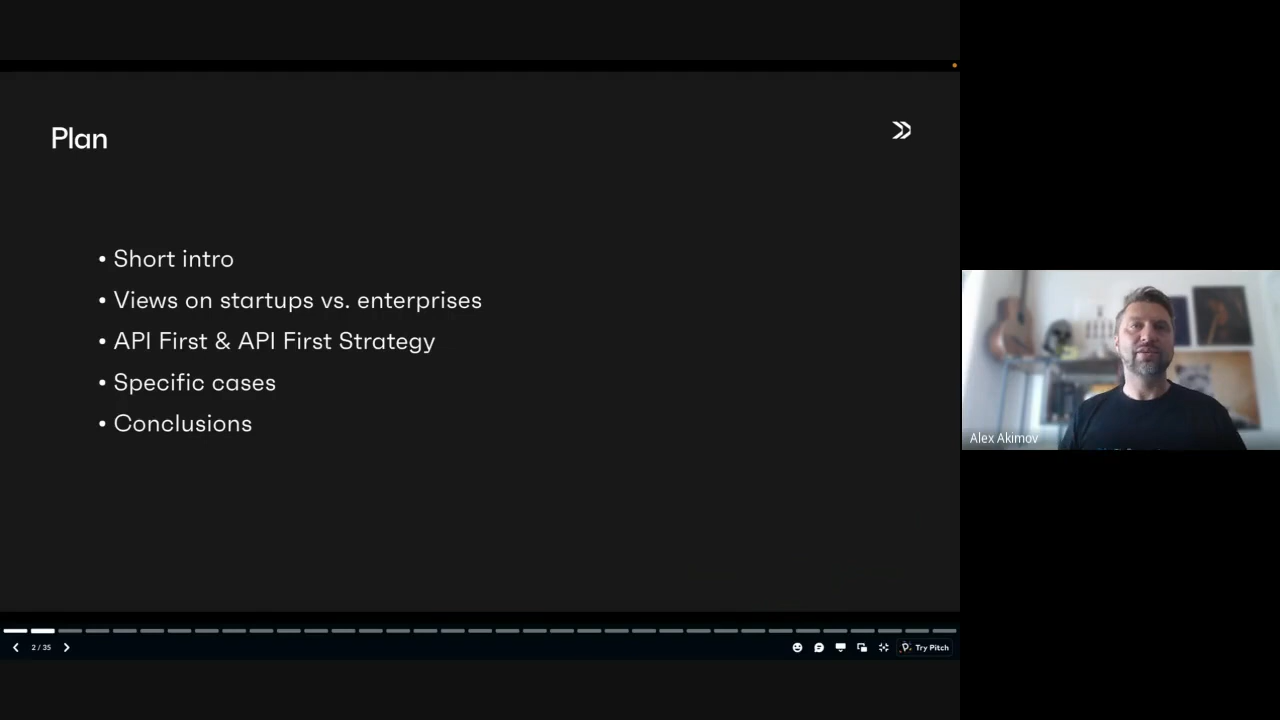 Plan
• Short intro
• Views on startups vs. enterprises
• API First & API First Strategy
• Specific cases
• Conclusions
Alex Akimov
2 / 35
Try Pitch